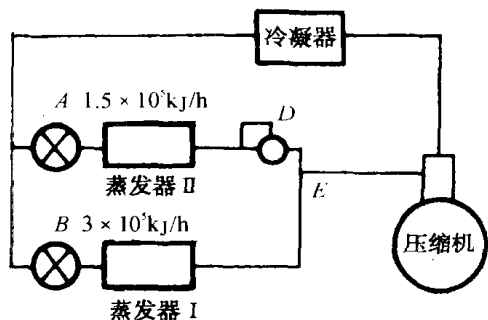 冷凝器
A 1.5 × 10⁵kJ/h
D
蒸发器 Ⅱ
E
B 3 × 10⁵kJ/h
压缩机
蒸发器 Ⅰ